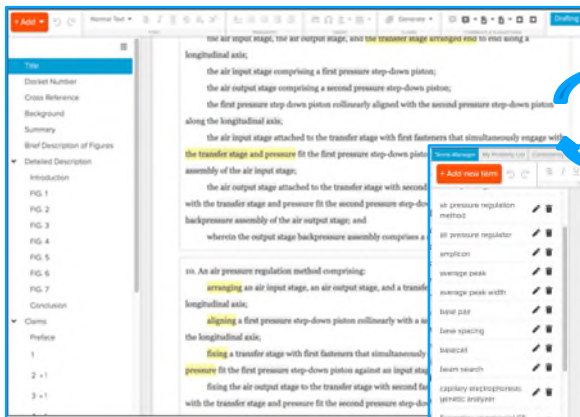 + Add
Normal Text
Generate
Drafting
Title
Docket Number
Cross Reference
Background
Summary
Brief Description of Figures
Detailed Description
Introduction
FIG. 1
FIG. 2
FIG. 3
FIG. 4
FIG. 5
FIG. 6
FIG. 7
Conclusion
Claims
Preface
1
2
3
the air input stage, the air output stage, and the transfer stage arranged end to end along a
longitudinal axis;
the air input stage comprising a first pressure step-down piston;
the air output stage comprising a second pressure step-down piston;
the first pressure step down piston collinearly aligned with the second pressure step-down piston
along the longitudinal axis;
the air input stage attached to the transfer stage with first fasteners that simultaneously engage with
the transfer stage and pressure fit the first pressure step-down
assembly of the air input stage;
the air output stage attached to the transfer stage with second
with the transfer stage and pressure fit the second pressure step-
backpressure assembly of the air output stage; and
wherein the output stage backpressure assembly comprises a
10. An air pressure regulation method comprising:
arranging an air input stage, an air output stage, and a transfer
longitudinal axis;
aligning a first pressure step-down piston collinearly with a
the longitudinal axis;
fixing a transfer stage with first fasteners that simultaneously
pressure fit the first pressure step-down piston against an input
fixing the air output stage to the transfer stage with second
with the transfer stage and pressure fit the second pressure step-
Terms Manager My Antibody List Consistency
+ Add new term
air pressure regulation
method
air pressure regulator
amplicon
average peak
average peak width
base pair
base spacing
basecall
beam search
capillary electrophoresis
genetic analyzer